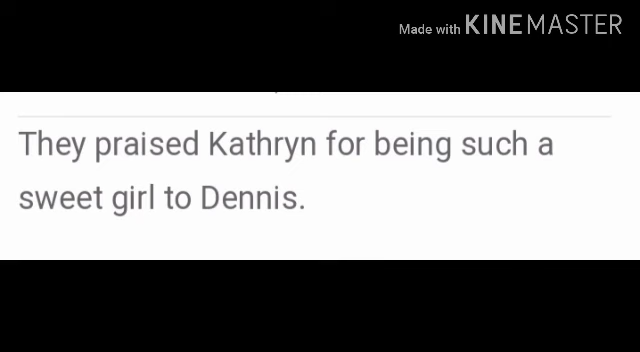 Made with KINEMASTER
They praised Kathryn for being such a
sweet girl to Dennis.